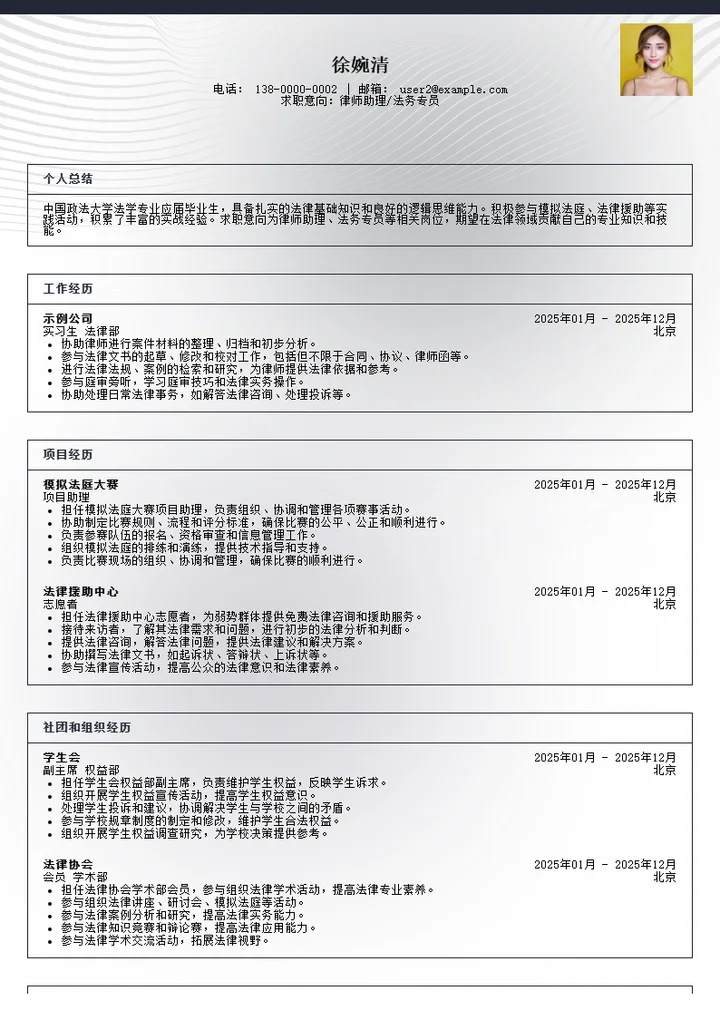 徐婉清
电话： 138-0000-0002 | 邮箱： user2@example.com
求职意向：律师助理/法务专员
个人总结
中国政法大学法学专业应届毕业生，具备扎实的法律基础知识和良好的逻辑思维能力。积极参与模拟法庭、法律援助等实
践活动，积累了丰富的实战经验。求职意向为律师助理、法务专员等相关岗位，期望在法律领域贡献自己的专业知识和技
能。
工作经历
示例公司 2025年01月 - 2025年12月
实习生 法律部 北京
• 协助律师进行案件材料的整理、归档和初步分析。
• 参与法律文书的起草、修改和校对工作，包括但不限于合同、协议、律师函等。
• 进行法律法规、案例的检索和研究，为律师提供法律依据和参考。
• 参与庭审旁听，学习庭审技巧和法律实务操作。
• 协助处理日常法律事务，如解答法律咨询、处理投诉等。
项目经历
模拟法庭大赛 2025年01月 - 2025年12月
项目助理 北京
• 担任模拟法庭大赛项目助理，负责组织、协调和管理各项赛事活动。
• 协助制定比赛规则、流程和评分标准，确保比赛的公平、公正和顺利进行。
• 负责参赛队伍的报名、资格审查和信息管理工作。
• 组织模拟法庭的排练和演练，提供技术指导和支持。
• 负责比赛现场的组织、协调和管理，确保比赛的顺利进行。
法律援助中心 2025年01月 - 2025年12月
志愿者 北京
• 担任法律援助中心志愿者，为弱势群体提供免费法律咨询和援助服务。
• 接待来访者，了解其法律需求和问题，进行初步的法律分析和判断。
• 提供法律咨询，解答法律问题，提供法律建议和解决方案。
• 协助撰写法律文书，如起诉状、答辩状、上诉状等。
• 参与法律宣传活动，提高公众的法律意识和法律素养。
社团和组织经历
学生会 2025年01月 - 2025年12月
副主席 权益部 北京
• 担任学生会权益部副主席，负责维护学生权益，反映学生诉求。
• 组织开展学生权益宣传活动，提高学生权益意识。
• 处理学生投诉和建议，协调解决学生与学校之间的矛盾。
• 参与学校规章制度的制定和修改，维护学生合法权益。
• 组织开展学生权益调查研究，为学校决策提供参考。
法律协会 2025年01月 - 2025年12月
会员 学术部 北京
• 担任法律协会学术部会员，参与组织法律学术活动，提高法律专业素养。
• 参与组织法律讲座、研讨会、模拟法庭等活动。
• 参与法律案例分析和研究，提高法律实务能力。
• 参与法律知识竞赛和辩论赛，提高法律应用能力。
• 参与法律学术交流活动，拓展法律视野。